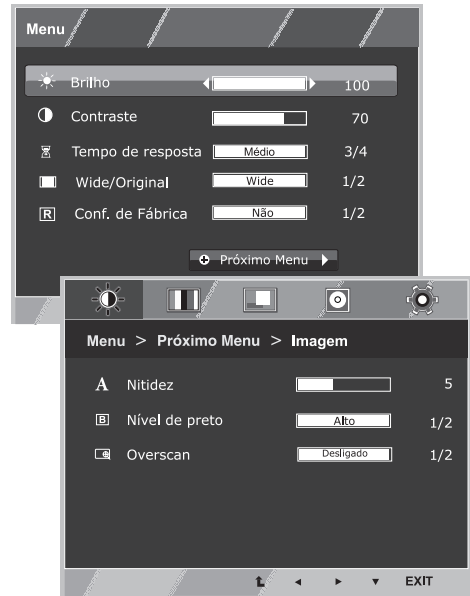 Menu
Brilho 100
Contraste 70
Tempo de resposta Médio 3/4
Wide/Original Wide 1/2
R Conf. de Fábrica Não 1/2
Próximo Menu
Menu > Próximo Menu > Imagem
A Nitidez 5
B Nível de preto Alto 1/2
Overscan Desligado 1/2
EXIT